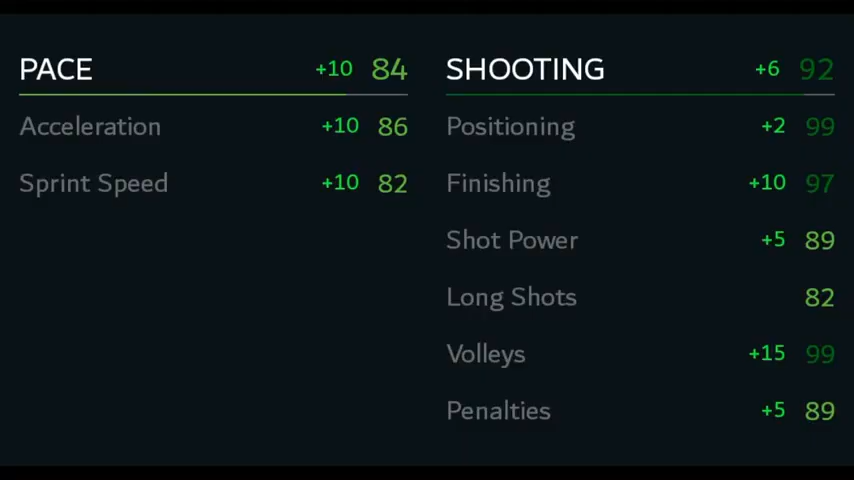 PACE +10 84
Acceleration +10 86
Sprint Speed +10 82
SHOOTING +6 92
Positioning +2 99
Finishing +10 97
Shot Power +5 89
Long Shots 82
Volleys +15 99
Penalties +5 89